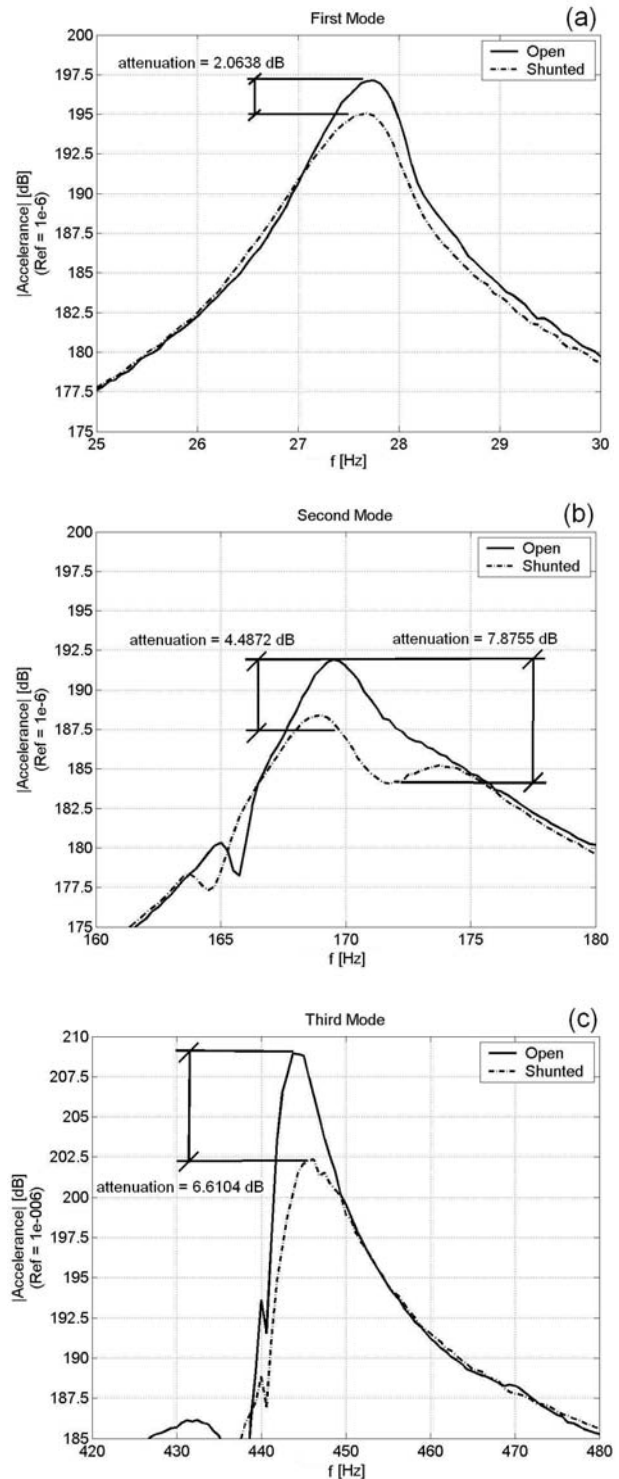 First Mode
(a)
200
197.5
195
192.5
190
187.5
185
182.5
180
177.5
175
|Accelerance| [dB]
(Ref = 1e-6)
attenuation = 2.0638 dB
Open
Shunted
25 26 27 28 29 30
f [Hz]
Second Mode
(b)
200
197.5
195
192.5
190
187.5
185
182.5
180
177.5
175
|Accelerance| [dB]
(Ref = 1e-6)
Open
Shunted
attenuation = 4.4872 dB
attenuation = 7.8755 dB
160 165 170 175 180
f [Hz]
Third Mode
(c)
210
207.5
205
202.5
200
197.5
195
192.5
190
187.5
185
|Accelerance| [dB]
(Ref = 1e-006)
Open
Shunted
attenuation = 6.6104 dB
420 430 440 450 460 470 480
f [Hz]